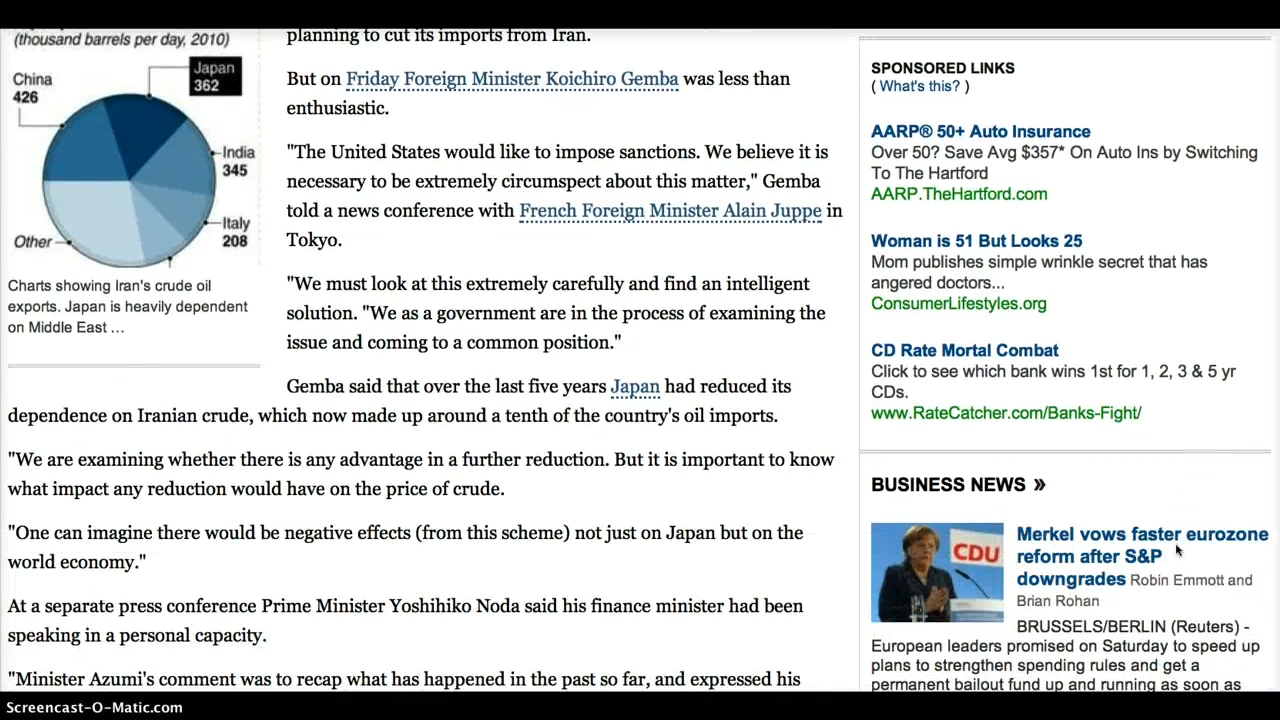 (thousand barrels per day, 2010)
China
426
Japan
362
India
345
Italy
208
Other
Charts showing Iran's crude oil
exports. Japan is heavily dependent
on Middle East ...
planning to cut its imports from Iran.
But on Friday Foreign Minister Koichiro Gemba was less than
enthusiastic.
"The United States would like to impose sanctions. We believe it is
necessary to be extremely circumspect about this matter," Gemba
told a news conference with French Foreign Minister Alain Juppe in
Tokyo.
"We must look at this extremely carefully and find an intelligent
solution. "We as a government are in the process of examining the
issue and coming to a common position."
Gemba said that over the last five years Japan had reduced its
dependence on Iranian crude, which now made up around a tenth of the country's oil imports.
"We are examining whether there is any advantage in a further reduction. But it is important to know
what impact any reduction would have on the price of crude.
"One can imagine there would be negative effects (from this scheme) not just on Japan but on the
world economy."
At a separate press conference Prime Minister Yoshihiko Noda said his finance minister had been
speaking in a personal capacity.
"Minister Azumi's comment was to recap what has happened in the past so far, and expressed his
SPONSORED LINKS
( What's this? )
AARP® 50+ Auto Insurance
Over 50? Save Avg $357* On Auto Ins by Switching
To The Hartford
AARP.TheHartford.com
Woman is 51 But Looks 25
Mom publishes simple wrinkle secret that has
angered doctors...
ConsumerLifestyles.org
CD Rate Mortal Combat
Click to see which bank wins 1st for 1, 2, 3 & 5 yr
CDs.
www.RateCatcher.com/Banks-Fight/
BUSINESS NEWS »
CDU
Merkel vows faster eurozone
reform after S&P
downgrades Robin Emmott and
Brian Rohan
BRUSSELS/BERLIN (Reuters) -
European leaders promised on Saturday to speed up
plans to strengthen spending rules and get a
permanent bailout fund up and running as soon as
Screencast-O-Matic.com